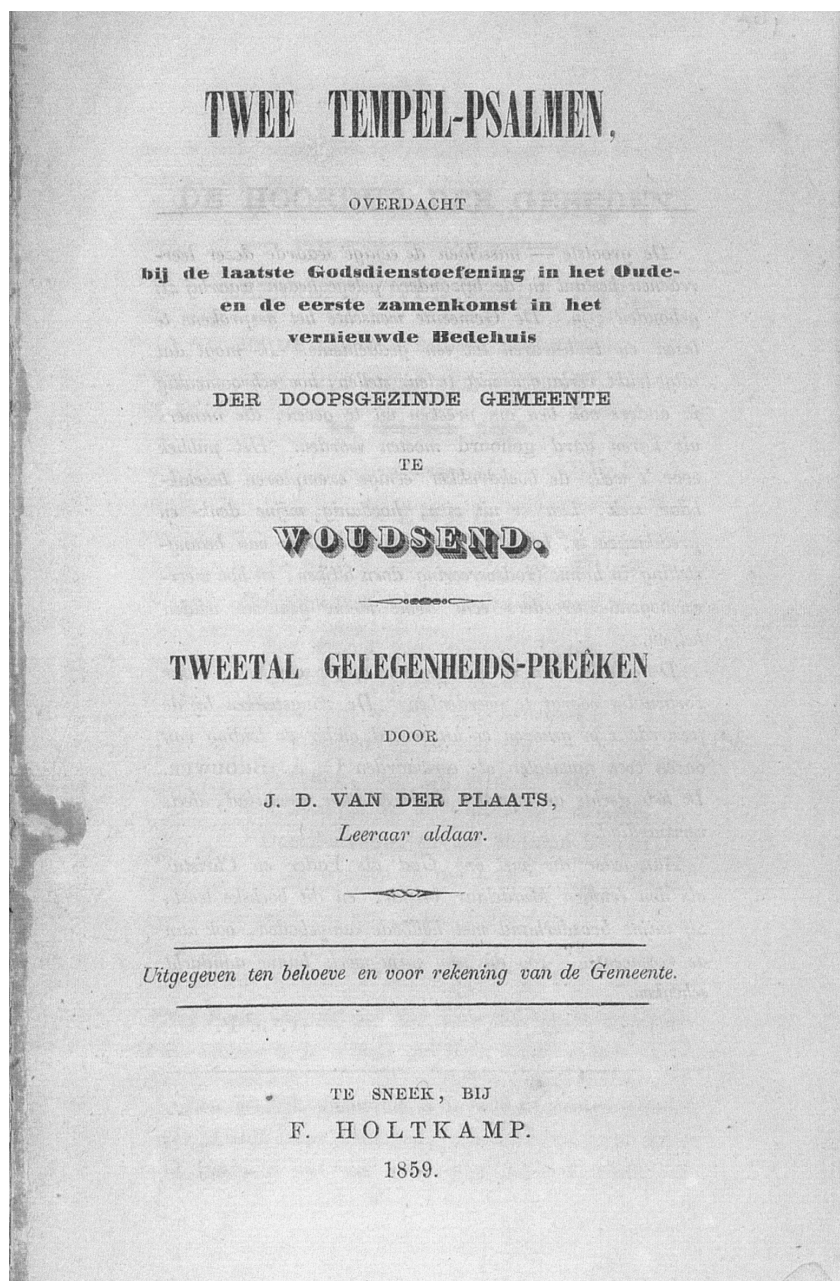 TWEE TEMPEL-PSALMEN,
OVERDACHT
bij de laatste Godsdienstoefening in het Oude-
en de eerste zamenkomst in het
vernieuwde Bedehuis
DER DOOPSGEZINDE GEMEENTE
TE
WOUDSEND.
TWEETAL GELEGENHEIDS-PREÊKEN
DOOR
J. D. VAN DER PLAATS,
Leeraar aldaar.
Uitgegeven ten behoeve en voor rekening van de Gemeente.
TE SNEEK, BIJ
F. HOLTKAMP.
1859.